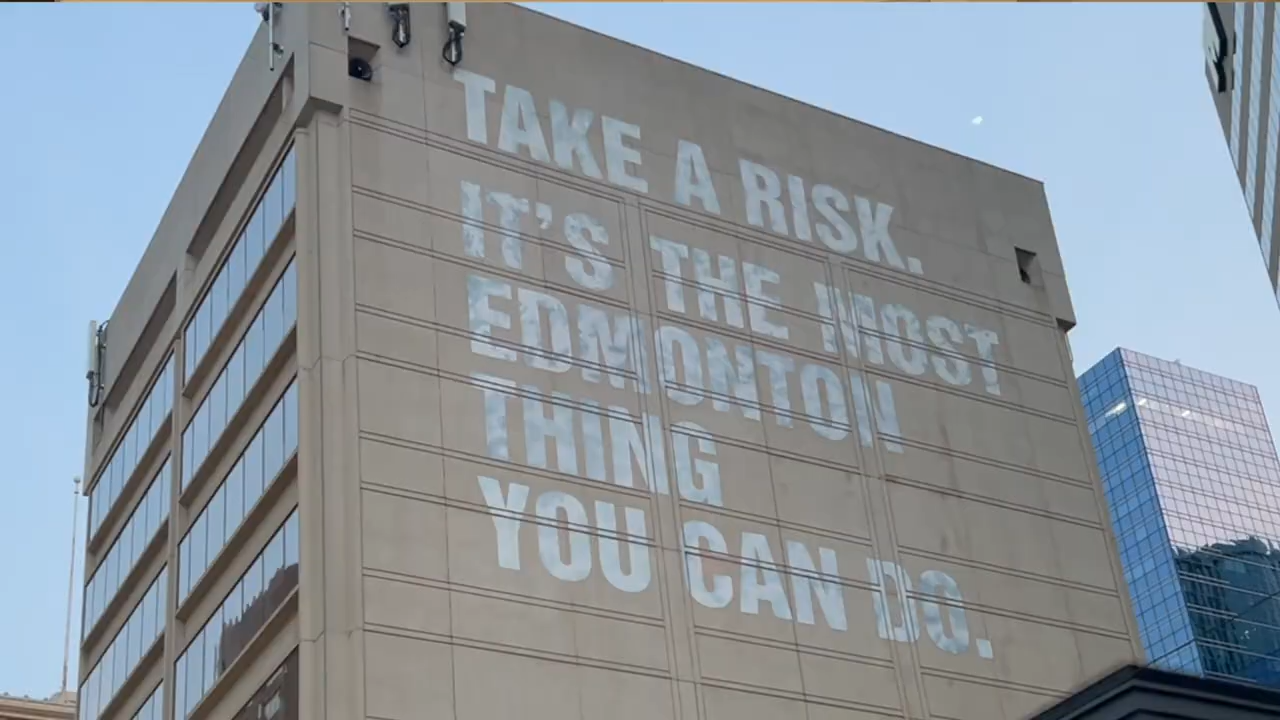 TAKE A RISK.
IT'S THE MOST
EDMONTON
THING
YOU CAN DO.